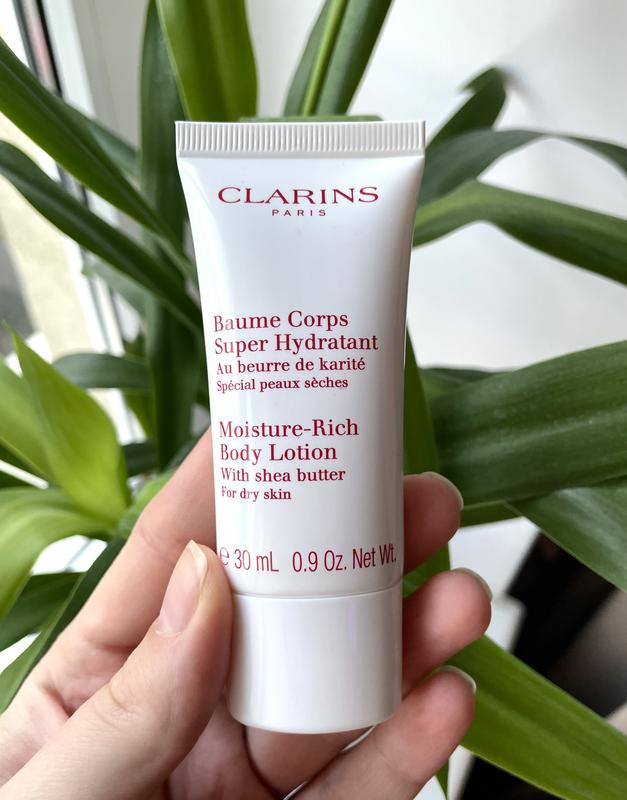 CLARINS
PARIS
Baume Corps
Super Hydratant
Au beurre de karité
Spécial peaux sèches
Moisture-Rich
Body Lotion
With shea butter
For dry skin
℮ 30 mL 0.9 Oz. Net Wt.